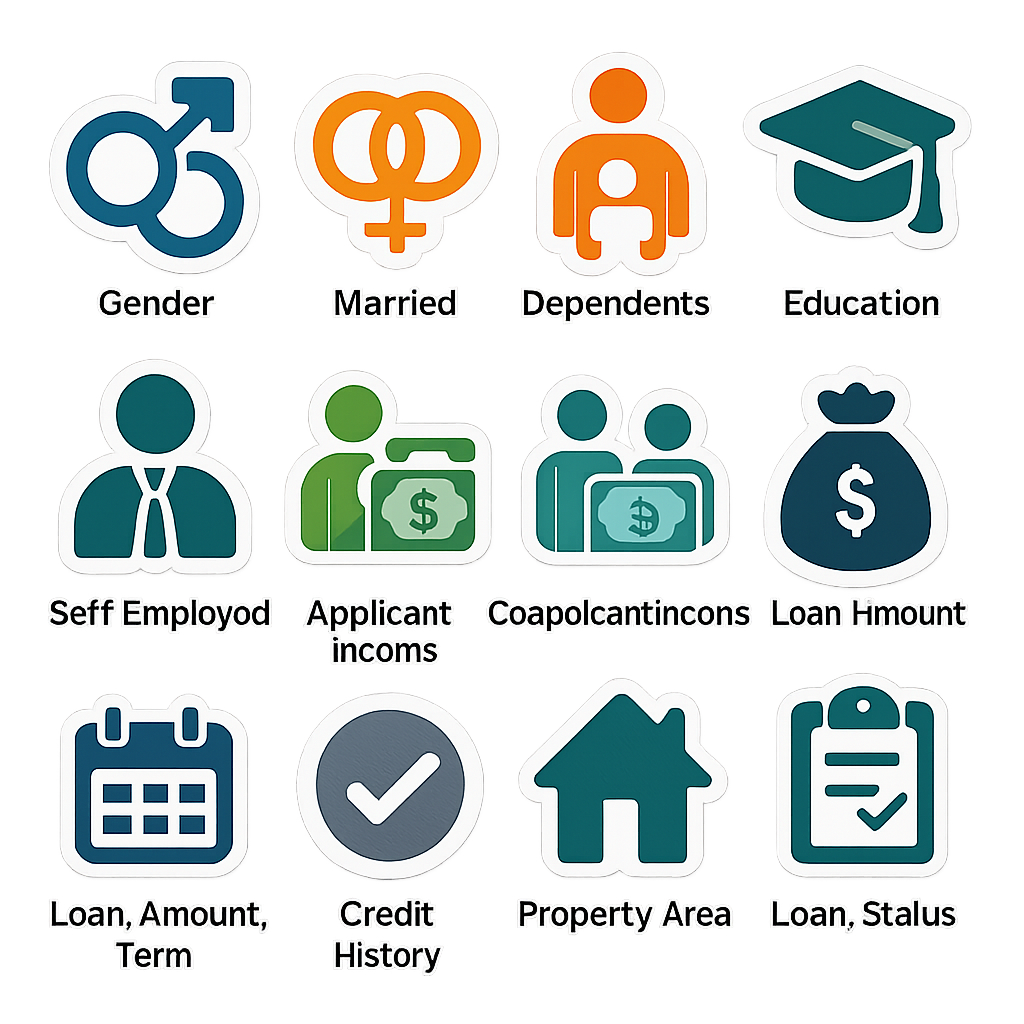 Gender
Married
Dependents
Education
$
$
$
Seff Employod
Applicant
incoms
Coapolcantincons
Loan Hmount
Loan, Amount,
Term
Credit
History
Property Area
Loan, Stalus